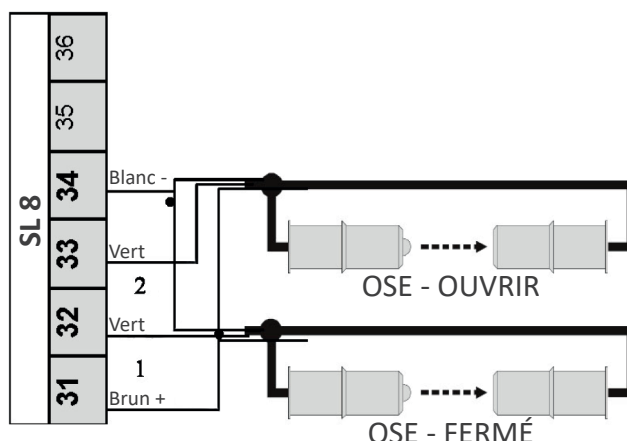 SL 8
36
35
34
Blanc -
33
Vert
2
OSE - OUVRIR
32
Vert
1
31
Brun +
OSE - FERMÉ